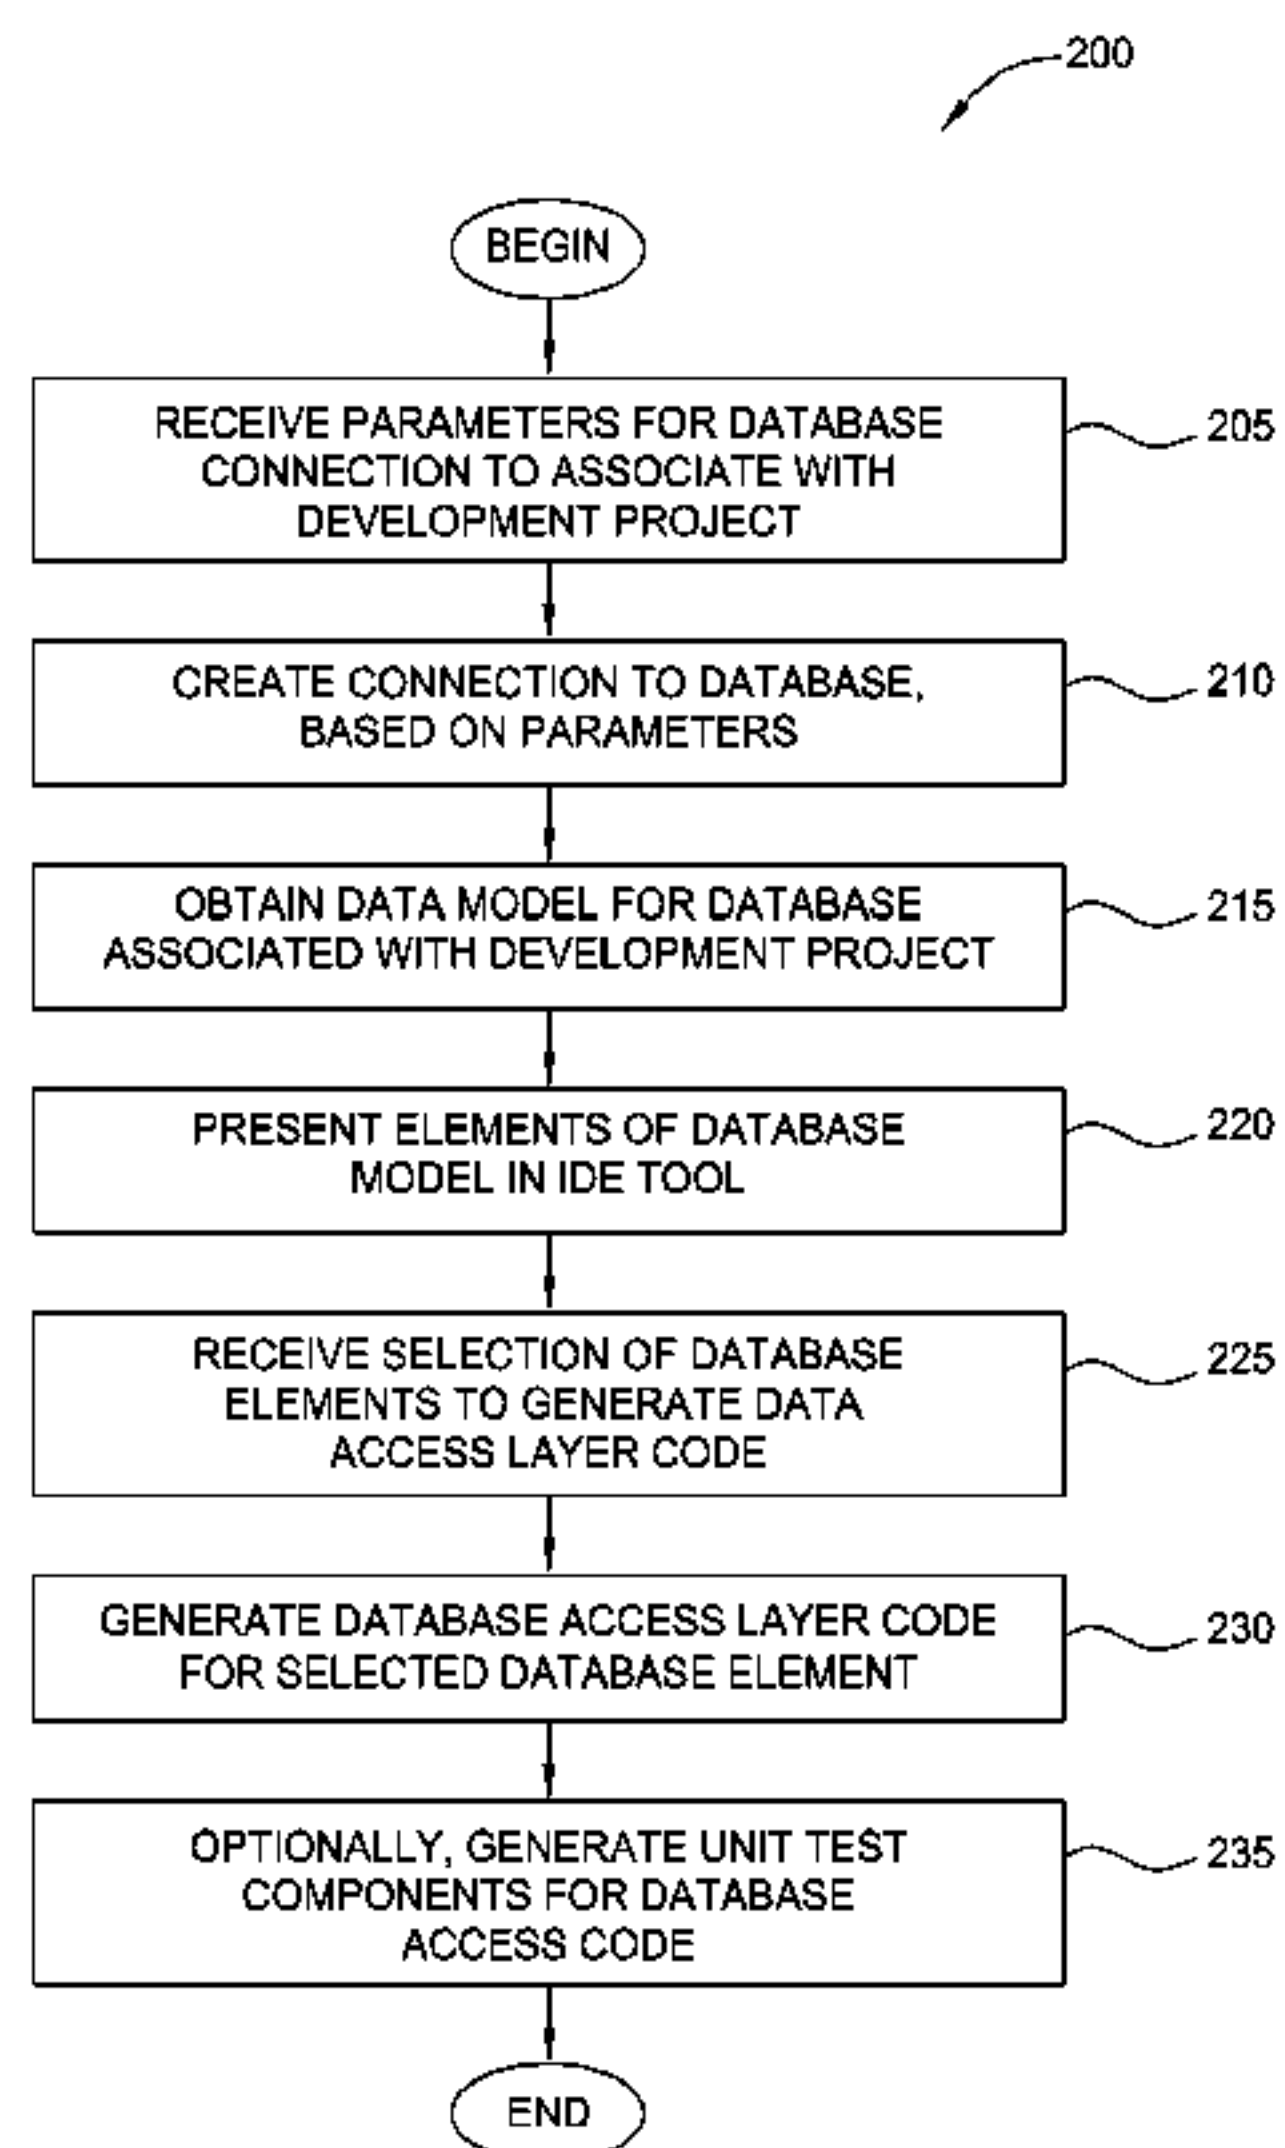 200
BEGIN
RECEIVE PARAMETERS FOR DATABASE
CONNECTION TO ASSOCIATE WITH
DEVELOPMENT PROJECT
205
CREATE CONNECTION TO DATABASE,
BASED ON PARAMETERS
210
OBTAIN DATA MODEL FOR DATABASE
ASSOCIATED WITH DEVELOPMENT PROJECT
215
PRESENT ELEMENTS OF DATABASE
MODEL IN IDE TOOL
220
RECEIVE SELECTION OF DATABASE
ELEMENTS TO GENERATE DATA
ACCESS LAYER CODE
225
GENERATE DATABASE ACCESS LAYER CODE
FOR SELECTED DATABASE ELEMENT
230
OPTIONALLY, GENERATE UNIT TEST
COMPONENTS FOR DATABASE
ACCESS CODE
235
END